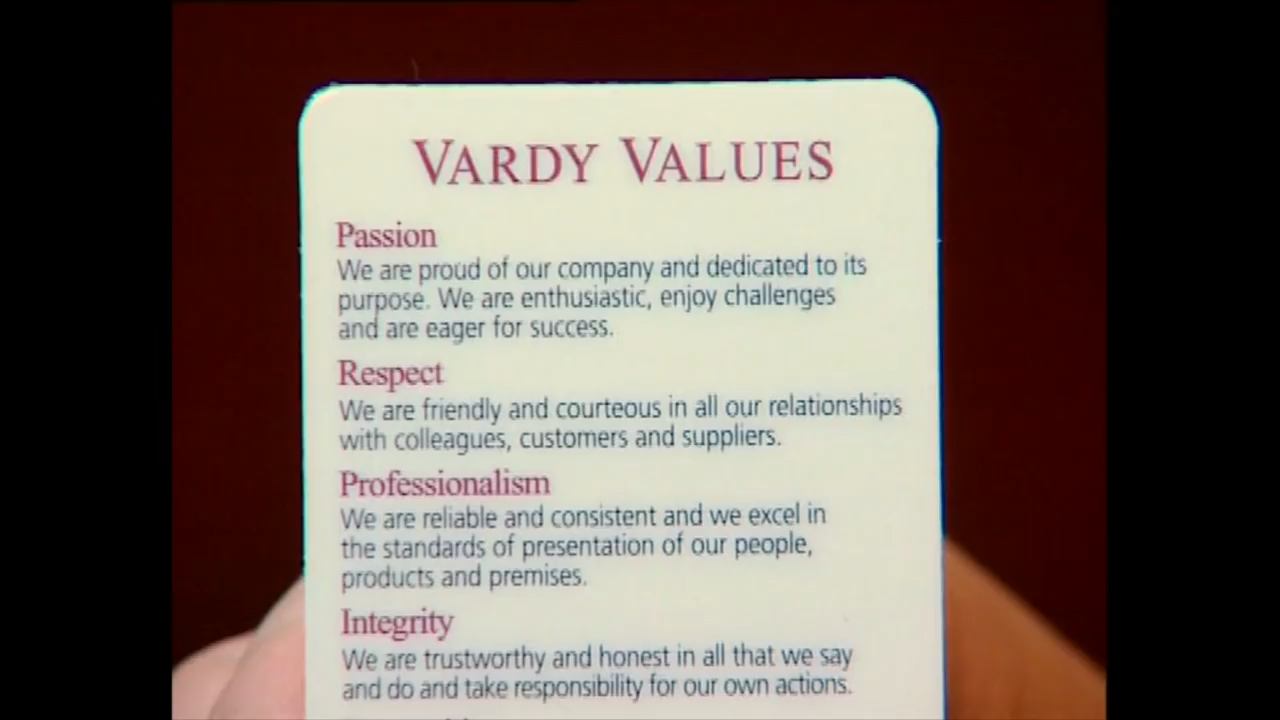 VARDY VALUES
Passion
We are proud of our company and dedicated to its
purpose. We are enthusiastic, enjoy challenges
and are eager for success.
Respect
We are friendly and courteous in all our relationships
with colleagues, customers and suppliers.
Professionalism
We are reliable and consistent and we excel in
the standards of presentation of our people,
products and premises.
Integrity
We are trustworthy and honest in all that we say
and do and take responsibility for our own actions.